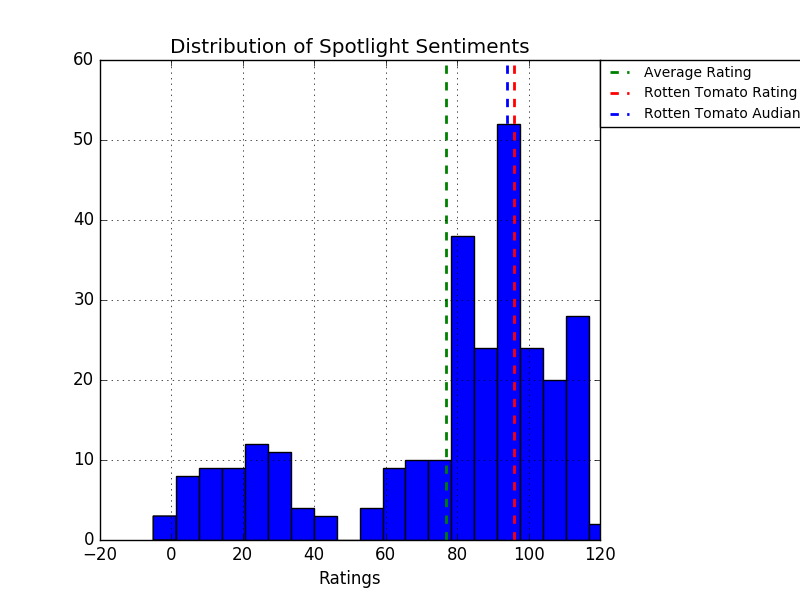 Distribution of Spotlight Sentiments
60
50
40
30
20
10
0
−20 0 20 40 60 80 100 120
Ratings
Average Rating
Rotten Tomato Rating
Rotten Tomato Audian